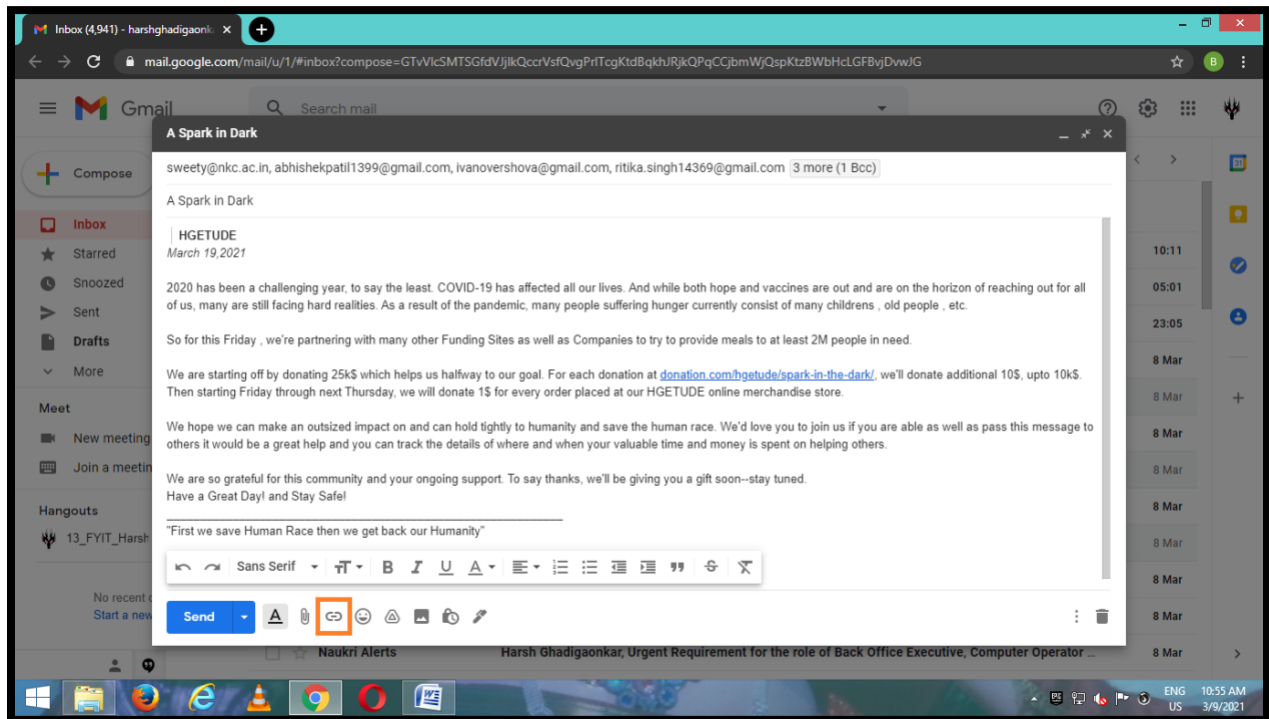 Inbox (4,941) - harshghadigaonk
mail.google.com/mail/u/1/#inbox?compose=GTvVlcSMTSGfdVJjlkQccrVsfQvgPrlTcgKtdBqkhJRjkQPqCCjbmWjQspKtzBWbHcLGFBvjDvwJG
B
Gmail
Search mail
A Spark in Dark
sweety@nkc.ac.in, abhishekpatil1399@gmail.com, ivanovershova@gmail.com, ritika.singh14369@gmail.com 3 more (1 Bcc)
A Spark in Dark
Compose
Inbox
Starred
Snoozed
Sent
Drafts
More
Meet
New meeting
Join a meetin
Hangouts
13_FYIT_Harsh
No recent c
Start a new
HGETUDE
March 19,2021
2020 has been a challenging year, to say the least. COVID-19 has affected all our lives. And while both hope and vaccines are out and are on the horizon of reaching out for all
of us, many are still facing hard realities. As a result of the pandemic, many people suffering hunger currently consist of many childrens , old people , etc.
So for this Friday , we're partnering with many other Funding Sites as well as Companies to try to provide meals to at least 2M people in need.
We are starting off by donating 25k$ which helps us halfway to our goal. For each donation at donation.com/hgetude/spark-in-the-dark/, we'll donate additional 10$, upto 10k$.
Then starting Friday through next Thursday, we will donate 1$ for every order placed at our HGETUDE online merchandise store.
We hope we can make an outsized impact on and can hold tightly to humanity and save the human race. We'd love you to join us if you are able as well as pass this message to
others it would be a great help and you can track the details of where and when your valuable time and money is spent on helping others.
We are so grateful for this community and your ongoing support. To say thanks, we'll be giving you a gift soon--stay tuned.
Have a Great Day! and Stay Safe!
"First we save Human Race then we get back our Humanity"
Sans Serif
B I U A
Send
A
10:11
05:01
23:05
8 Mar
8 Mar
8 Mar
8 Mar
8 Mar
8 Mar
8 Mar
8 Mar
31
Naukri Alerts Harsh Ghadigaonkar, Urgent Requirement for the role of Back Office Executive, Computer Operator ... 8 Mar
ENG 10:55 AM
US 3/9/2021